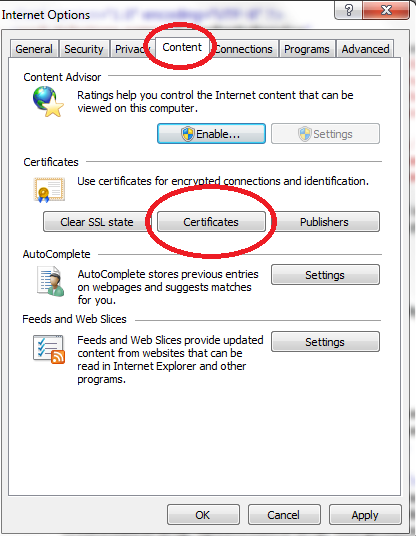 Internet Options
General Security Privacy Content Connections Programs Advanced
Content Advisor
Ratings help you control the Internet content that can be
viewed on this computer.
Enable... Settings
Certificates
Use certificates for encrypted connections and identification.
Clear SSL state Certificates Publishers
AutoComplete
AutoComplete stores previous entries
on webpages and suggests matches
for you.
Settings
Feeds and Web Slices
Feeds and Web Slices provide updated
content from websites that can be
read in Internet Explorer and other
programs.
Settings
OK Cancel Apply